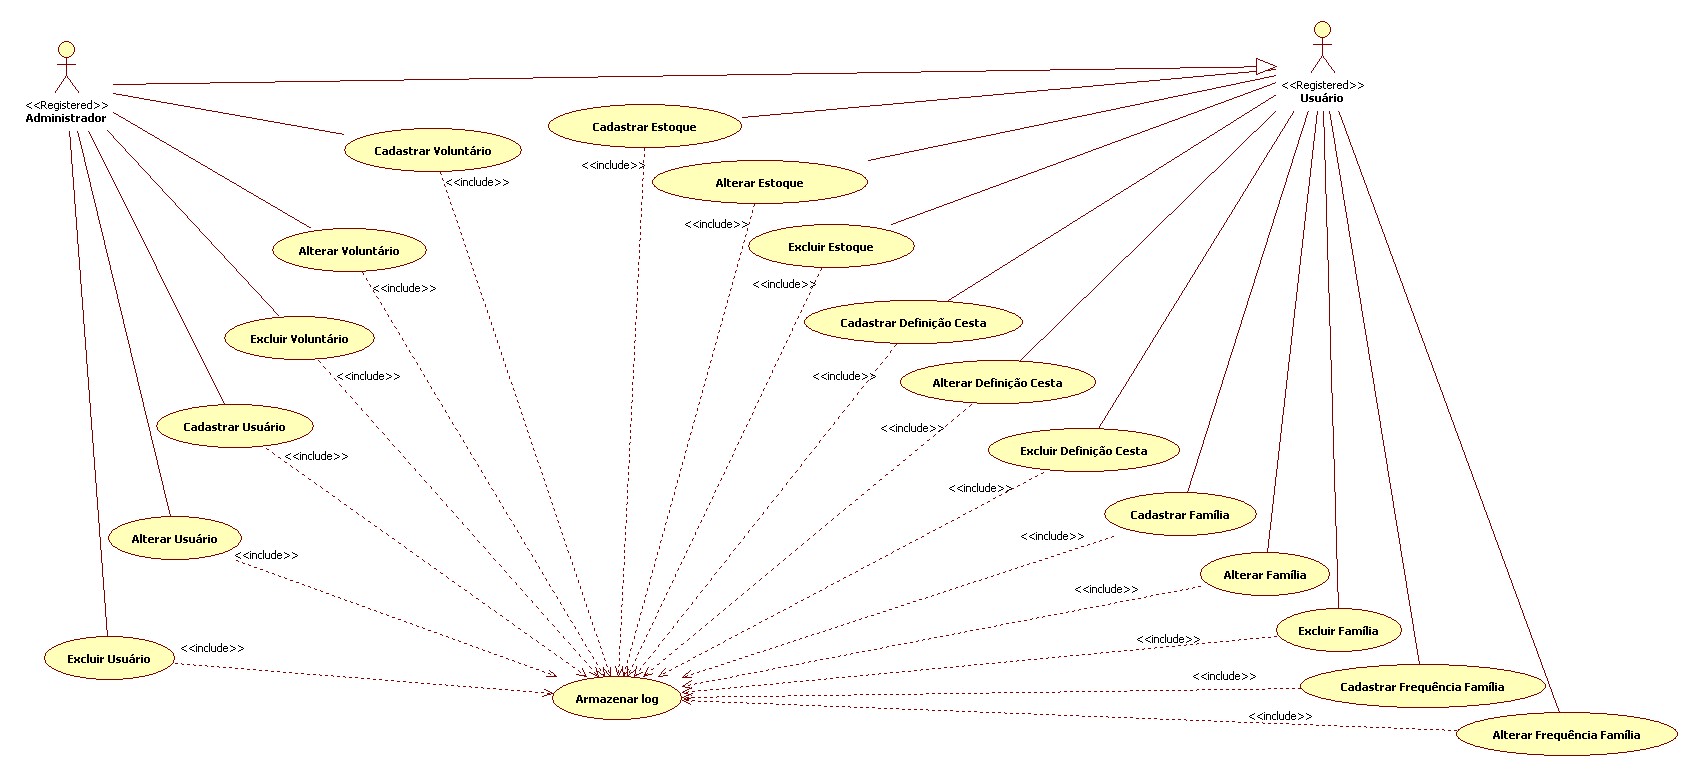 <<Registered>>
Usuário
<<Registered>>
Administrador
Cadastrar Estoque
Cadastrar Voluntário
<<include>>
<<include>>
Alterar Estoque
<<include>>
Excluir Estoque
Alterar Voluntário
<<include>>
<<include>>
Cadastrar Definição Cesta
Excluir Voluntário
<<include>>
<<include>>
Alterar Definição Cesta
Cadastrar Usuário
<<include>>
Excluir Definição Cesta
<<include>>
<<include>>
Cadastrar Família
<<include>>
Alterar Usuário
<<include>>
Alterar Família
<<include>>
Excluir Família
<<include>>
<<include>>
Excluir Usuário
<<include>>
Cadastrar Frequência Família
Armazenar log
<<include>>
Alterar Frequência Família